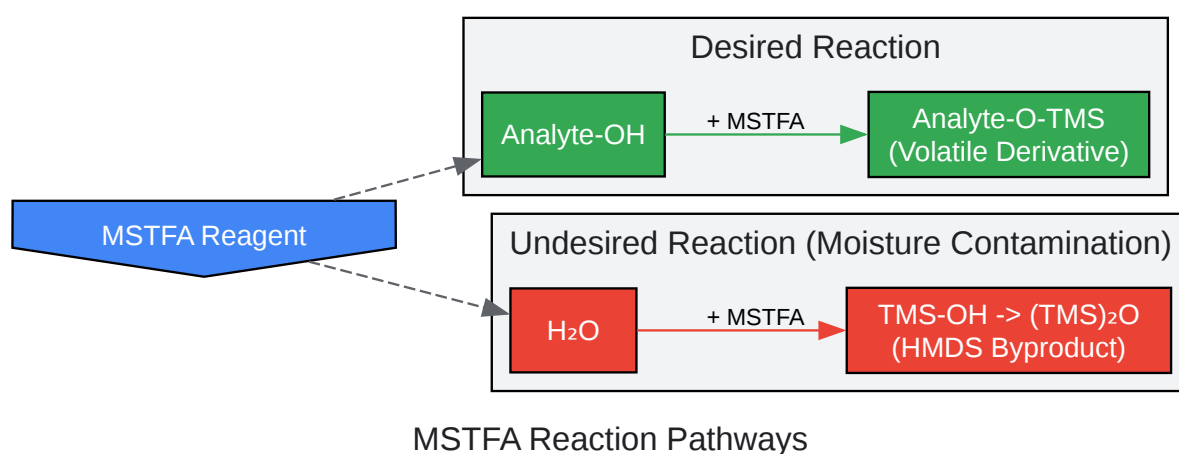 Desired Reaction
Analyte-OH
+ MSTFA
Analyte-O-TMS
(Volatile Derivative)
MSTFA Reagent
Undesired Reaction (Moisture Contamination)
H₂O
+ MSTFA
TMS-OH -> (TMS)₂O
(HMDS Byproduct)
MSTFA Reaction Pathways